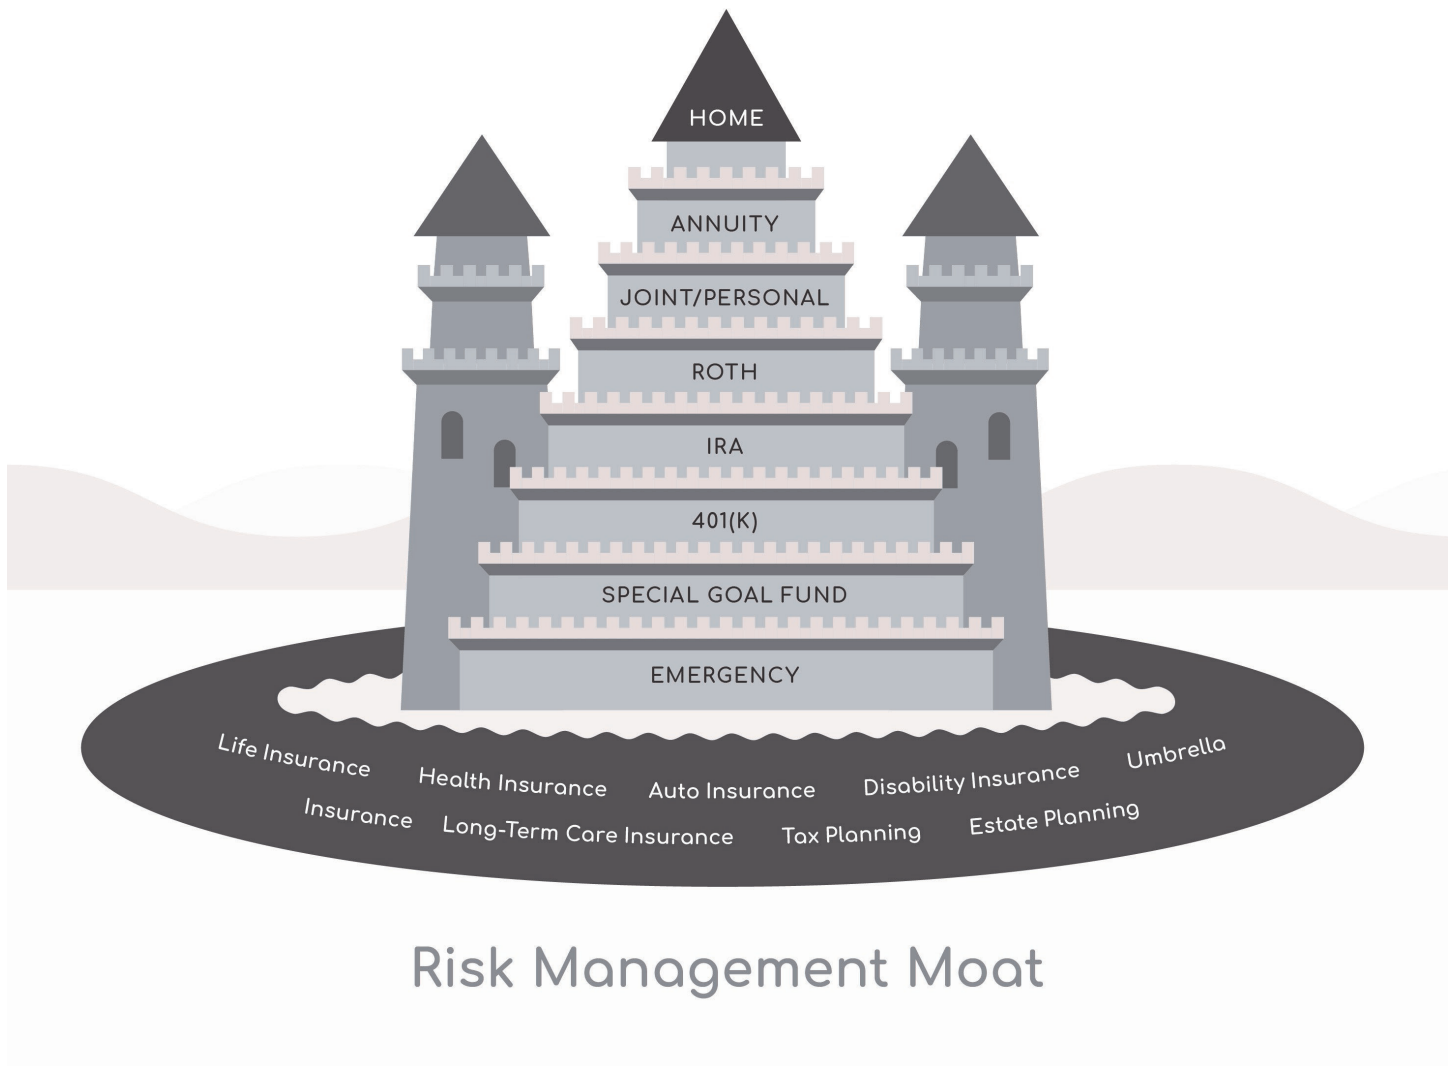 HOME
ANNUITY
JOINT/PERSONAL
ROTH
IRA
401(K)
SPECIAL GOAL FUND
EMERGENCY
Life Insurance Health Insurance Auto Insurance Disability Insurance Umbrella
Insurance Long-Term Care Insurance Tax Planning Estate Planning
Risk Management Moat